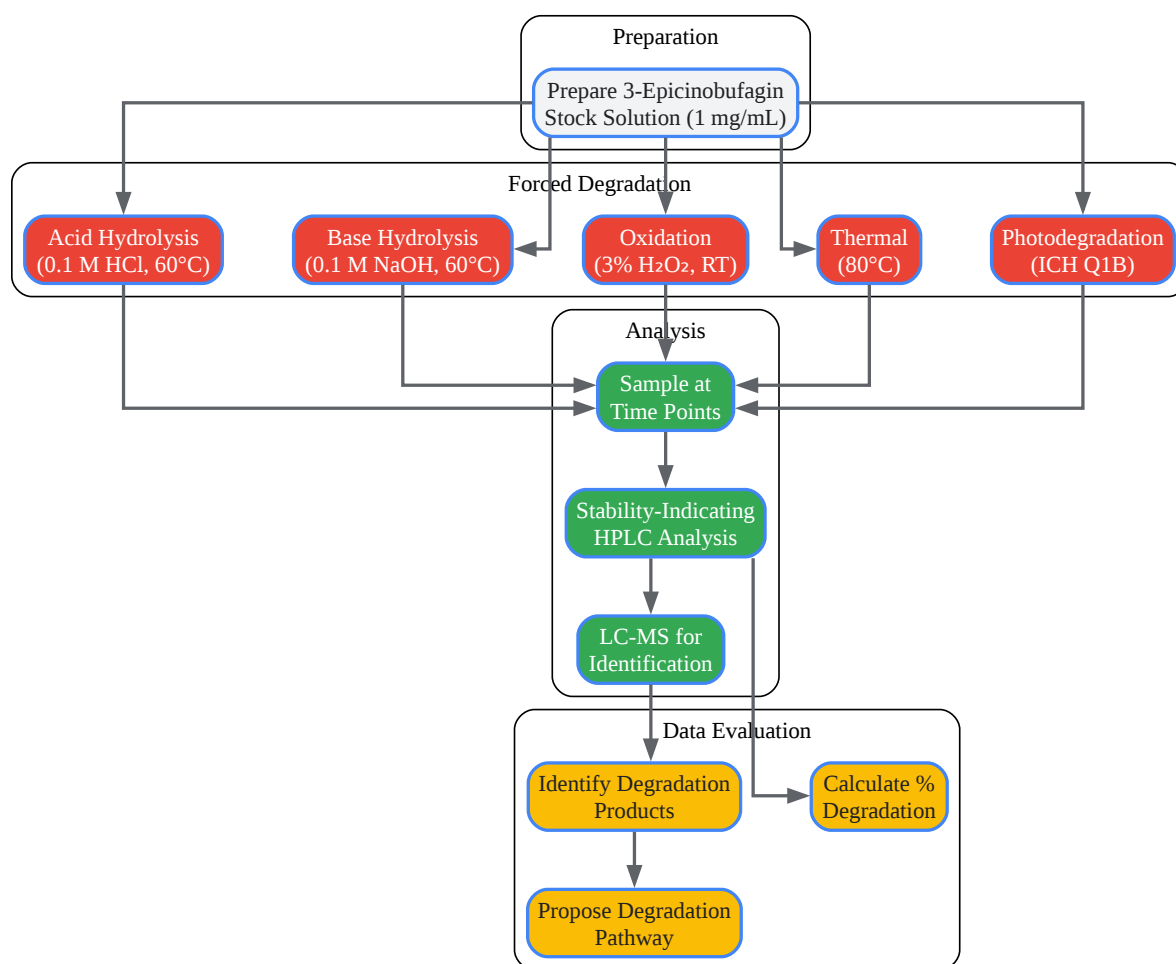 Preparation
Prepare 3-Epicinobufagin
Stock Solution (1 mg/mL)
Forced Degradation
Acid Hydrolysis
(0.1 M HCl, 60°C)
Base Hydrolysis
(0.1 M NaOH, 60°C)
Oxidation
(3% H₂O₂, RT)
Thermal
(80°C)
Photodegradation
(ICH Q1B)
Analysis
Sample at
Time Points
Stability-Indicating
HPLC Analysis
LC-MS for
Identification
Data Evaluation
Identify Degradation
Products
Calculate %
Degradation
Propose Degradation
Pathway